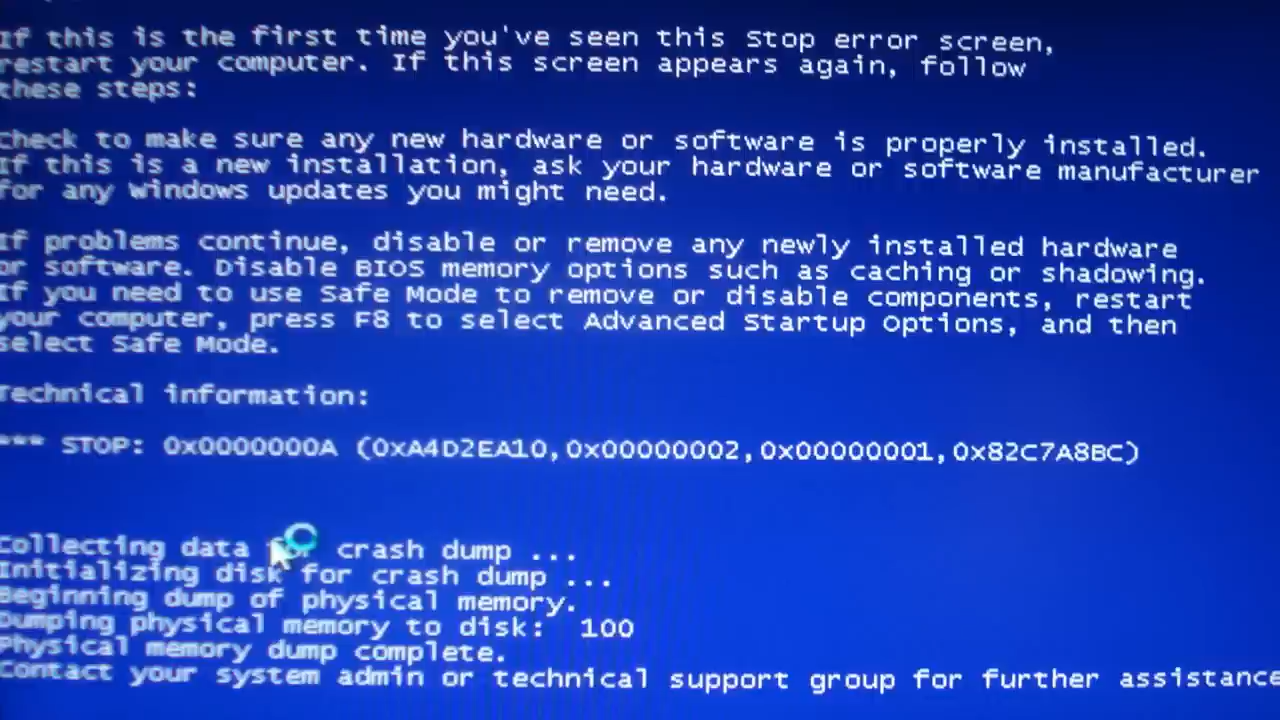 If this is the first time you've seen this Stop error screen,
restart your computer. If this screen appears again, follow
these steps:
Check to make sure any new hardware or software is properly installed.
If this is a new installation, ask your hardware or software manufacturer
for any Windows updates you might need.
If problems continue, disable or remove any newly installed hardware
or software. Disable BIOS memory options such as caching or shadowing.
If you need to use Safe Mode to remove or disable components, restart
your computer, press F8 to select Advanced Startup Options, and then
select Safe Mode.
Technical information:
*** STOP: 0x0000000A (0xA4D2EA10,0x00000002,0x00000001,0x82C7A8BC)
Collecting data for crash dump ...
Initializing disk for crash dump ...
Beginning dump of physical memory.
Dumping physical memory to disk: 100
Physical memory dump complete.
Contact your system admin or technical support group for further assistance